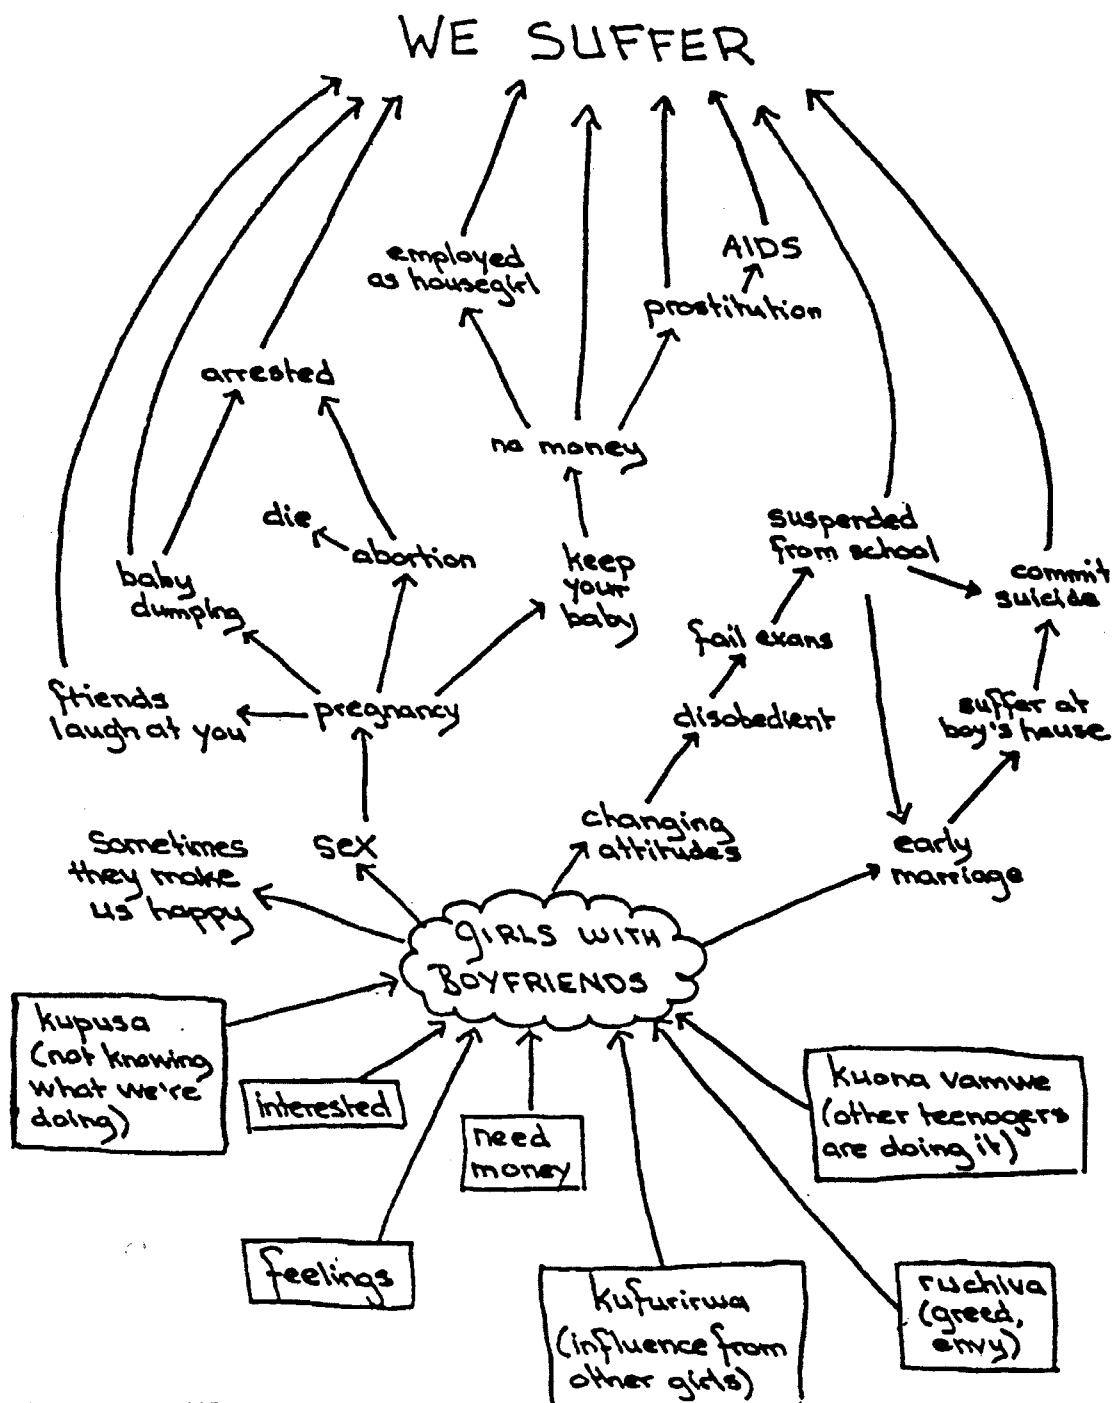 WE SUFFER
employed
as housegirl
AIDS
prostitution
arrested
no money
die
abortion
baby
dumping
keep
your
baby
suspended
from school
commit
suicide
fail exans
friends
laugh at you
pregnancy
disobedient
suffer at
boy's house
sometimes
they make
us happy
sex
changing
attitudes
early
marriage
GIRLS WITH
BOYFRIENDS
kupusa
(not knowing
what we're
doing)
interested
need
money
kuona vamwe
(other teenagers
are doing it)
feelings
kufurirwa
(influence from
other girls)
ruchiva
(greed,
envy)